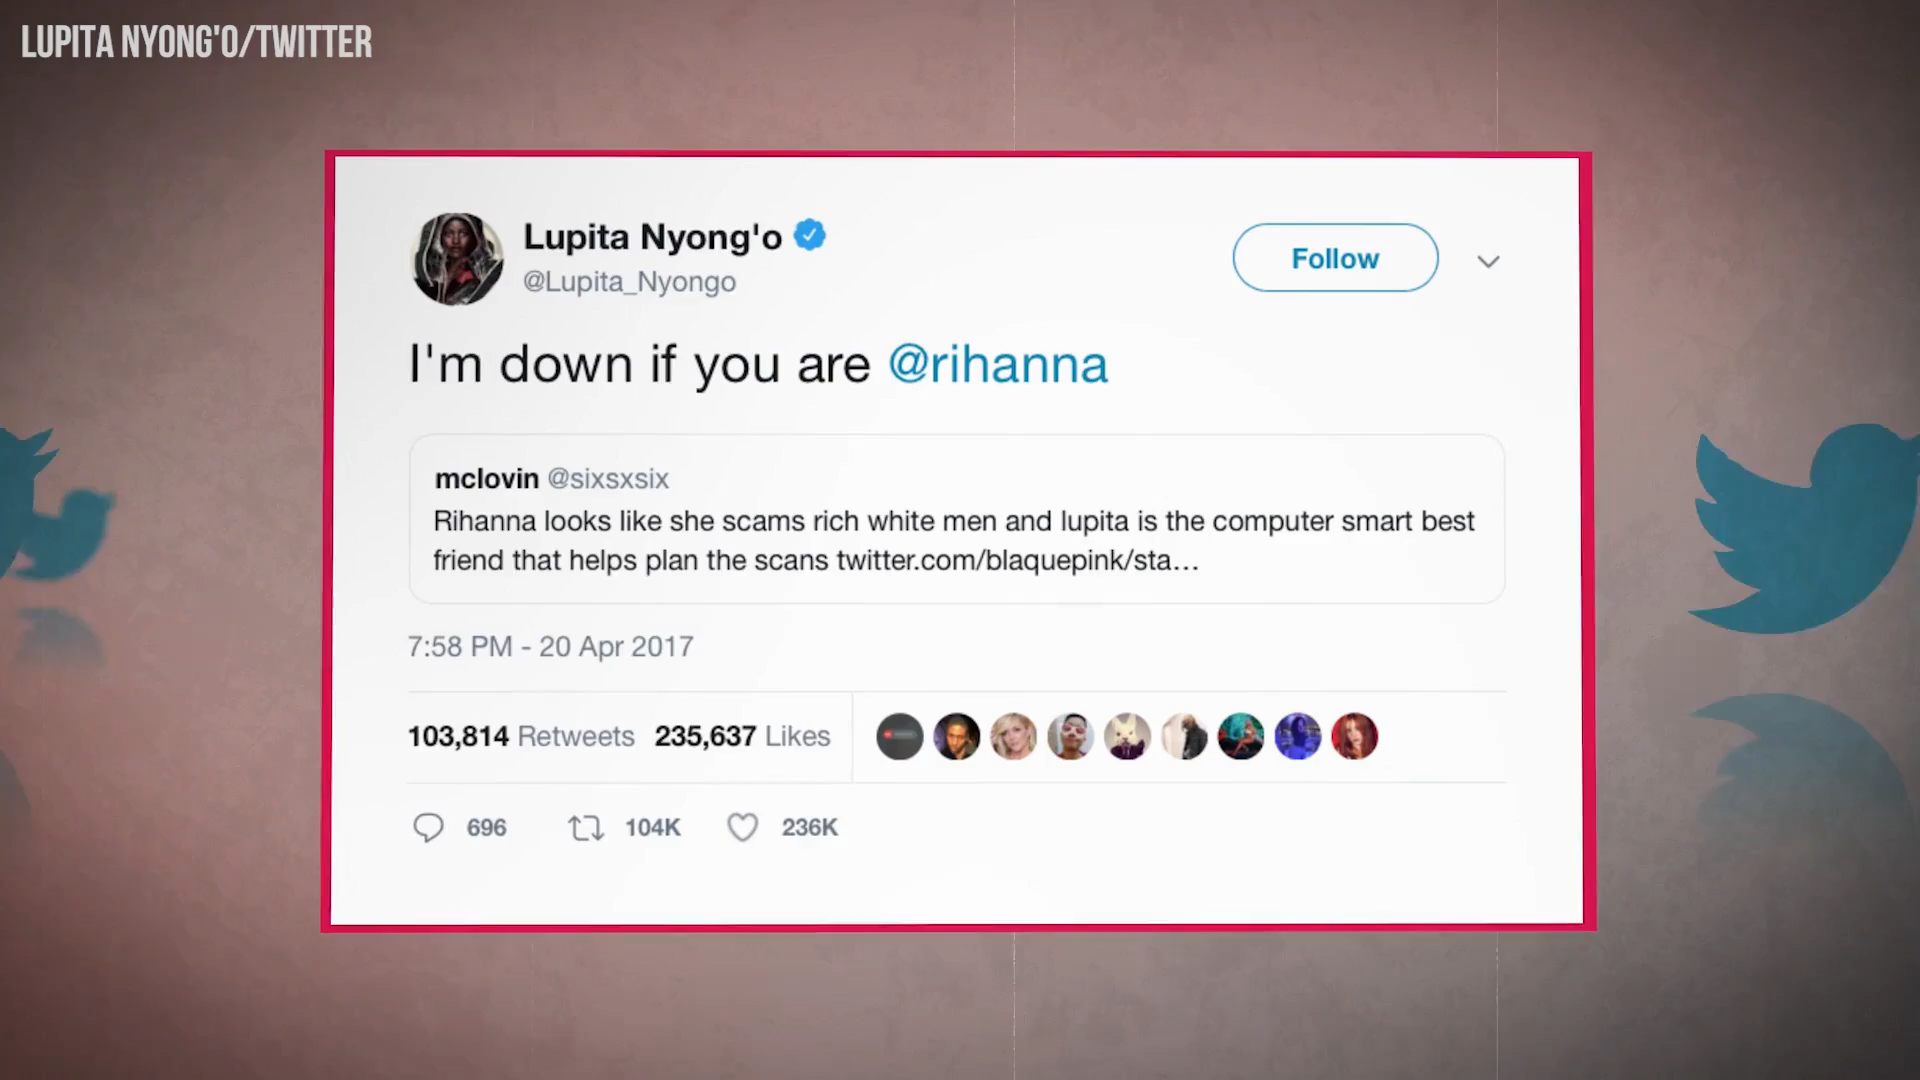 LUPITA NYONG'O/TWITTER
Lupita Nyong'o
@Lupita_Nyongo
Follow
I'm down if you are @rihanna
mclovin @sixsxsix
Rihanna looks like she scams rich white men and lupita is the computer smart best
friend that helps plan the scans twitter.com/blaquepink/sta...
7:58 PM - 20 Apr 2017
103,814 Retweets 235,637 Likes
696 104K 236K